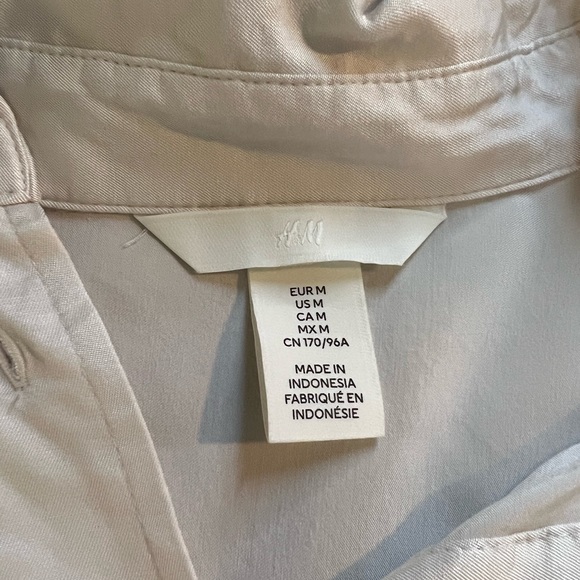 H&M
EUR M
US M
CA M
MX M
CN 170/96A
MADE IN
INDONESIA
FABRIQUÉ EN
INDONÉSIE